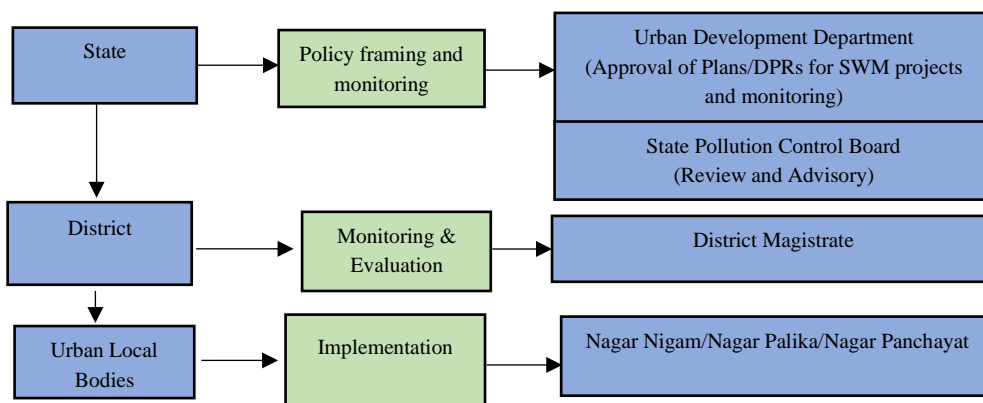 State
Policy framing and
monitoring
Urban Development Department
(Approval of Plans/DPRs for SWM projects
and monitoring)
State Pollution Control Board
(Review and Advisory)
District
Monitoring &
Evaluation
District Magistrate
Urban Local
Bodies
Implementation
Nagar Nigam/Nagar Palika/Nagar Panchayat